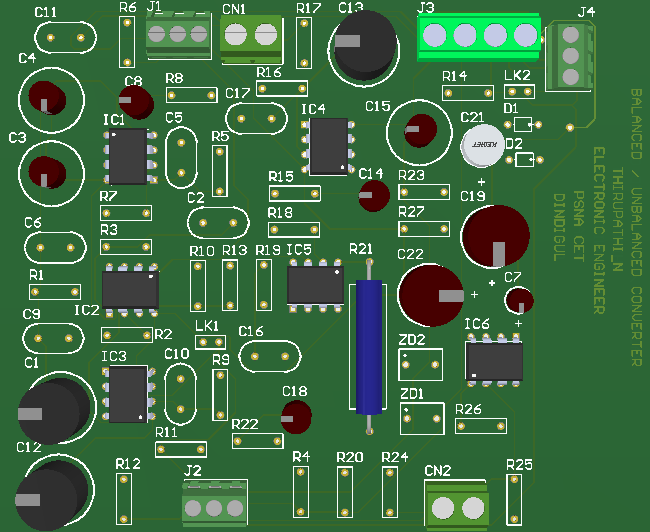 C11
R6
J1
CN1
R17
C13
J3
J4
C4
C8
R8
R16
R14
LK2
C17
IC4
C15
D1
IC1
C5
C21
KEMET
C3
R5
D2
R15
C14
R23
R7
C2
R18
R27
C19
C6
R3
R10
R13
R19
IC5
R21
C22
R1
C7
IC2
C9
R2
LK1
C16
ZD2
IC6
C1
IC3
C10
R9
C18
ZD1
R26
C12
R11
R22
R12
J2
R4
R20
R24
CN2
R25
BALANCED / UNBALANCED CONVERTER
THIRUPATHI_N
ELECTRONIC ENGINEER
PSNA CET
DINDIGUL